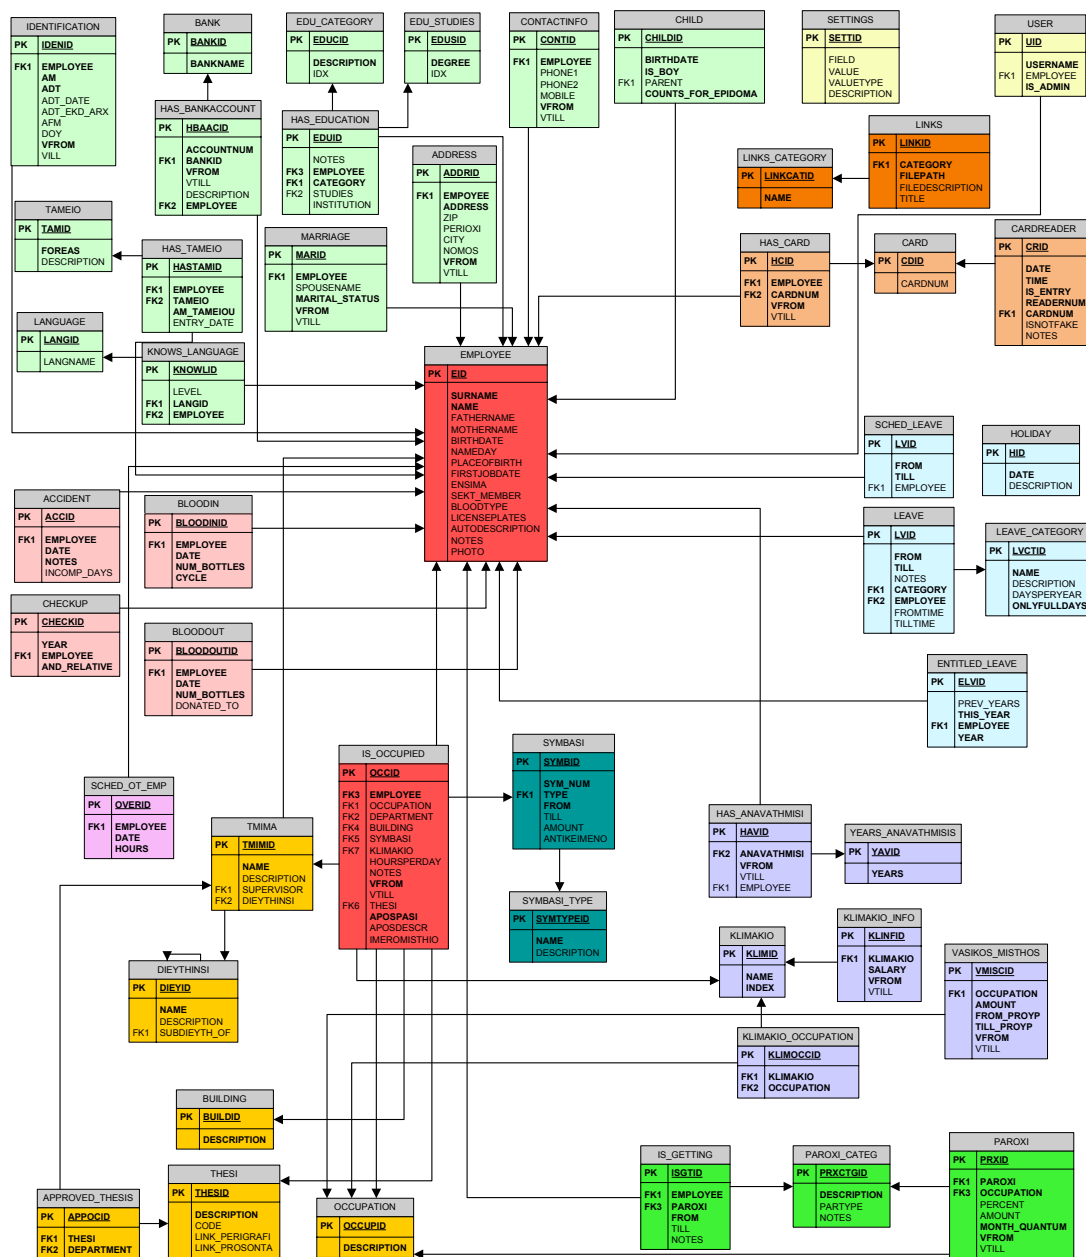 IDENTIFICATION
PK IDENID
FK1 EMPLOYEE
AM
ADT
ADT_DATE
ADT_EKD_ARX
AFM
DOY
VFROM
VILL
BANK
PK BANKID
BANKNAME
EDU_CATEGORY
PK EDUCID
DESCRIPTION
IDX
EDU_STUDIES
PK EDUSID
DEGREE
IDX
CONTACTINFO
PK CONTID
FK1 EMPLOYEE
PHONE1
PHONE2
MOBILE
VFROM
VTILL
CHILD
PK CHILDID
BIRTHDATE
IS_BOY
FK1 PARENT
COUNTS_FOR_EPIDOMA
SETTINGS
PK SETTID
FIELD
VALUE
VALUETYPE
DESCRIPTION
USER
PK UID
USERNAME
FK1 EMPLOYEE
IS_ADMIN
HAS_BANKACCOUNT
PK HBAACID
ACCOUNTNUM
FK1 BANKID
VFROM
VTILL
DESCRIPTION
FK2 EMPLOYEE
HAS_EDUCATION
PK EDUID
NOTES
FK3 EMPLOYEE
FK1 CATEGORY
FK2 STUDIES
INSTITUTION
ADDRESS
PK ADDRID
FK1 EMPOYEE
ADDRESS
ZIP
PERIOXI
CITY
NOMOS
VFROM
VTILL
LINKS_CATEGORY
PK LINKCATID
NAME
LINKS
PK LINKID
FK1 CATEGORY
FILEPATH
FILEDESCRIPTION
TITLE
TAMEIO
PK TAMID
FOREAS
DESCRIPTION
HAS_TAMEIO
PK HASTAMID
FK1 EMPLOYEE
FK2 TAMEIO
AM_TAMEIOU
ENTRY_DATE
MARRIAGE
PK MARID
FK1 EMPLOYEE
SPOUSENAME
MARITAL_STATUS
VFROM
VTILL
HAS_CARD
PK HCID
FK1 EMPLOYEE
FK2 CARDNUM
VFROM
VTILL
CARD
PK CDID
CARDNUM
CARDREADER
PK CRID
DATE
TIME
IS_ENTRY
READERNUM
FK1 CARDNUM
ISNOTFAKE
NOTES
LANGUAGE
PK LANGID
LANGNAME
KNOWS_LANGUAGE
PK KNOWLID
LEVEL
FK1 LANGID
FK2 EMPLOYEE
EMPLOYEE
PK EID
SURNAME
NAME
FATHERNAME
MOTHERNAME
BIRTHDATE
NAMEDAY
PLACEOFBIRTH
FIRSTJOBDATE
ENSIMA
SEKT_MEMBER
BLOODTYPE
LICENSEPLATES
AUTODESCRIPTION
NOTES
PHOTO
SCHED_LEAVE
PK LVID
FROM
TILL
FK1 EMPLOYEE
HOLIDAY
PK HID
DATE
DESCRIPTION
ACCIDENT
PK ACCID
FK1 EMPLOYEE
DATE
NOTES
INCOMP_DAYS
BLOODIN
PK BLOODINID
FK1 EMPLOYEE
DATE
NUM_BOTTLES
CYCLE
LEAVE
PK LVID
FROM
TILL
NOTES
FK1 CATEGORY
FK2 EMPLOYEE
FROMTIME
TILLTIME
LEAVE_CATEGORY
PK LVCTID
NAME
DESCRIPTION
DAYSPERYEAR
ONLYFULLDAYS
CHECKUP
PK CHECKID
YEAR
FK1 EMPLOYEE
AND_RELATIVE
BLOODOUT
PK BLOODOUTID
FK1 EMPLOYEE
DATE
NUM_BOTTLES
DONATED_TO
ENTITLED_LEAVE
PK ELVID
PREV_YEARS
THIS_YEAR
FK1 EMPLOYEE
YEAR
SCHED_OT_EMP
PK OVERID
FK1 EMPLOYEE
DATE
HOURS
IS_OCCUPIED
PK OCCID
FK3 EMPLOYEE
FK1 OCCUPATION
FK2 DEPARTMENT
FK4 BUILDING
FK5 SYMBASI
FK7 KLIMAKIO
HOURSPERDAY
NOTES
VFROM
VTILL
FK6 THESI
APOSPASI
APOSDESCR
IMEROMISTHIO
SYMBASI
PK SYMBID
SYM_NUM
FK1 TYPE
FROM
TILL
AMOUNT
ANTIKEIMENO
TMIMA
PK TMIMID
NAME
DESCRIPTION
FK1 SUPERVISOR
FK2 DIEYTHINSI
HAS_ANAVATHMISI
PK HAVID
FK2 ANAVATHMISI
VFROM
VTILL
FK1 EMPLOYEE
YEARS_ANAVATHMISIS
PK YAVID
YEARS
SYMBASI_TYPE
PK SYMTYPEID
NAME
DESCRIPTION
DIEYTHINSI
PK DIEYID
NAME
DESCRIPTION
FK1 SUBDIEYTH_OF
KLIMAKIO
PK KLIMID
NAME
INDEX
KLIMAKIO_INFO
PK KLINFID
FK1 KLIMAKIO
SALARY
VFROM
VTILL
VASIKOS_MISTHOS
PK VMISCID
FK1 OCCUPATION
AMOUNT
FROM_PROYP
TILL_PROYP
VFROM
VTILL
KLIMAKIO_OCCUPATION
PK KLIMOCCID
FK1 KLIMAKIO
FK2 OCCUPATION
BUILDING
PK BUILDID
DESCRIPTION
APPROVED_THESIS
PK APPOCID
FK1 THESI
FK2 DEPARTMENT
THESI
PK THESID
DESCRIPTION
CODE
LINK_PERIGRAFI
LINK_PROSONTA
OCCUPATION
PK OCCUPID
DESCRIPTION
IS_GETTING
PK ISGTID
FK1 EMPLOYEE
FK3 PAROXI
FROM
TILL
NOTES
PAROXI_CATEG
PK PRXCTGID
DESCRIPTION
PARTYPE
NOTES
PAROXI
PK PRXID
FK1 PAROXI
FK3 OCCUPATION
PERCENT
AMOUNT
MONTH_QUANTUM
VFROM
VTILL